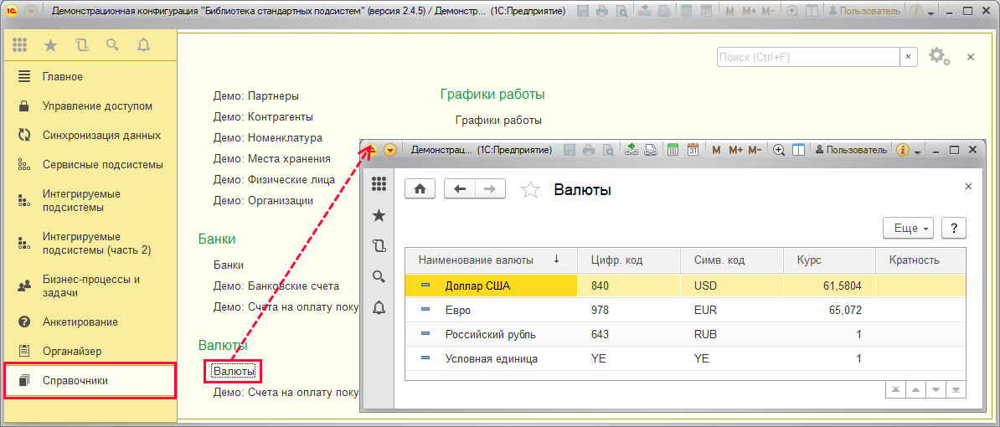 Демонстрационная конфигурация "Библиотека стандартных подсистем" (версия 2.4.5) / Демонстр... (1С:Предприятие)
M M+ M- Пользователь
Поиск (Ctrl+F)
Главное
Управление доступом
Синхронизация данных
Сервисные подсистемы
Интегрируемые
подсистемы
Интегрируемые
подсистемы (часть 2)
Бизнес-процессы и
задачи
Анкетирование
Органайзер
Справочники
Демо: Партнеры
Демо: Контрагенты
Демо: Номенклатура
Демо: Места хранения
Демо: Физические лица
Демо: Организации
Банки
Банки
Демо: Банковские счета
Демо: Счета на оплату поку
Валюты
Валюты
Демо: Счета на оплату поку
Графики работы
Графики работы
Демонстрац... (1С:Предприятие) 31 M M+ M- Пользователь
Валюты
Еще ?
Наименование валюты Цифр. код Симв. код Курс Кратность
Доллар США 840 USD 61,5804
Евро 978 EUR 65,072
Российский рубль 643 RUB 1
Условная единица YE YE 1